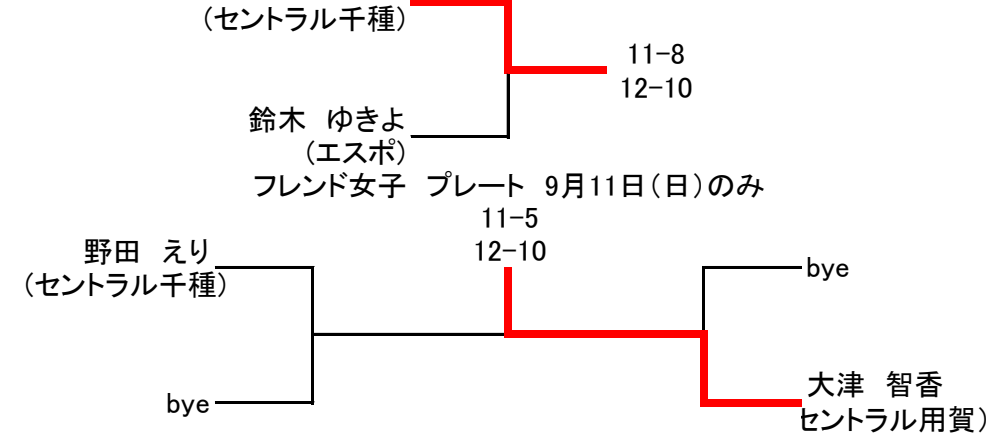 (セントラル千種)
11-8
12-10
鈴木　ゆきよ
(エスポ)
フレンド女子　プレート　9月11日(日)のみ
11-5
12-10
野田　えり
(セントラル千種)
bye
bye
大津　智香
セントラル用賀)